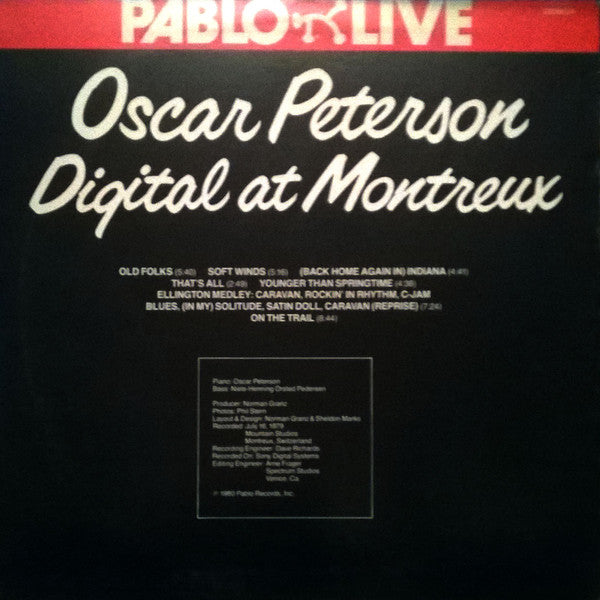 PABLO LIVE
Oscar Peterson
Digital at Montreux
OLD FOLKS (5:40) SOFT WINDS (5:16) (BACK HOME AGAIN IN) INDIANA (4:41)
THAT'S ALL (2:49) YOUNGER THAN SPRINGTIME (4:38)
ELLINGTON MEDLEY: CARAVAN, ROCKIN' IN RHYTHM, C-JAM
BLUES, (IN MY) SOLITUDE, SATIN DOLL, CARAVAN (REPRISE) (7:24)
ON THE TRAIL (8:44)
Piano: Oscar Peterson
Bass: Niels-Henning Orsted Pedersen
Producer: Norman Granz
Photos: Phil Stern
Layout & Design: Norman Granz & Sheldon Marks
Recorded: July 16, 1979
Mountain Studios
Montreux, Switzerland
Recording Engineer: Dave Richards
Recorded On: Sony Digital Systems
Editing Engineer: Arne Frager
Spectrum Studios
Venice, Ca.
℗ 1980 Pablo Records, Inc.